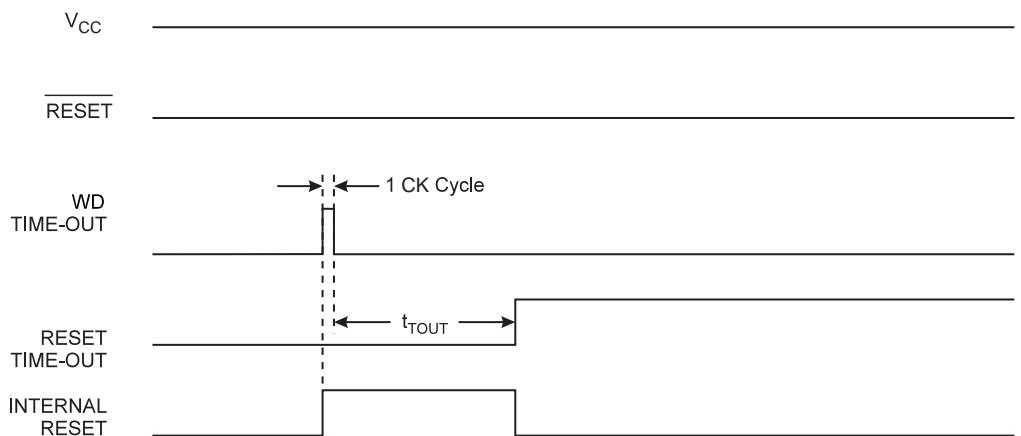 VCC
RESET
1 CK Cycle
WD
TIME-OUT
tTOUT
RESET
TIME-OUT
INTERNAL
RESET